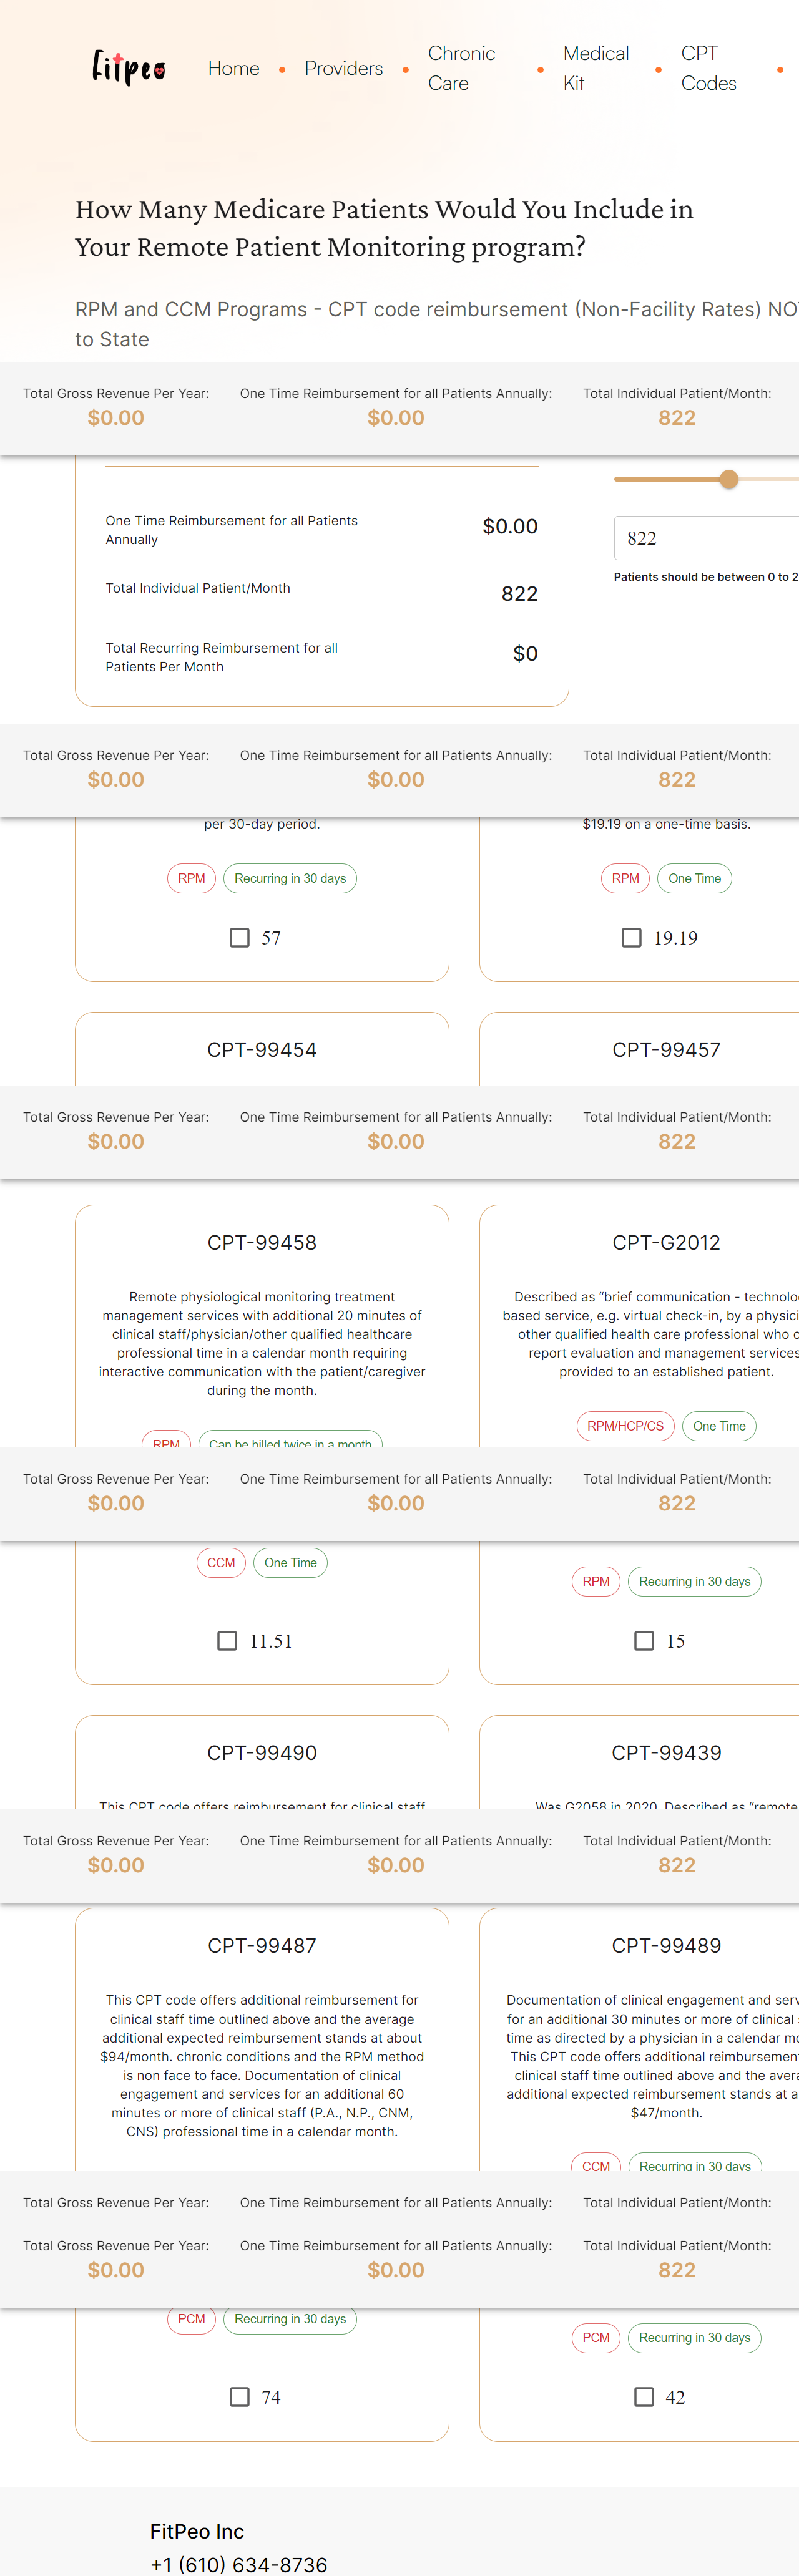 Fitpeo
Home
Providers
Chronic
Care
Medical
Kit
CPT
Codes
How Many Medicare Patients Would You Include in
Your Remote Patient Monitoring program?
RPM and CCM Programs - CPT code reimbursement (Non-Facility Rates)
to State
Total Gross Revenue Per Year:
$0.00
One Time Reimbursement for all Patients Annually:
$0.00
Total Individual Patient/Month:
822
One Time Reimbursement for all Patients
Annually
$0.00
Total Individual Patient/Month
822
Total Recurring Reimbursement for all
Patients Per Month
$0
822
Patients should be between 0 to
Total Gross Revenue Per Year:
$0.00
One Time Reimbursement for all Patients Annually:
$0.00
Total Individual Patient/Month:
822
per 30-day period.
RPM
Recurring in 30 days
57
$19.19 on a one-time basis.
RPM
One Time
19.19
CPT-99454
CPT-99457
Total Gross Revenue Per Year:
$0.00
One Time Reimbursement for all Patients Annually:
$0.00
Total Individual Patient/Month:
822
CPT-99458
Remote physiological monitoring treatment
management services with additional 20 minutes of
clinical staff/physician/other qualified healthcare
professional time in a calendar month requiring
interactive communication with the patient/caregiver
during the month.
RPM
Can be billed twice in a month
CPT-G2012
Described as “brief communication -
based service, e.g. virtual check-in, by a
other qualified health care professional who
report evaluation and management services
provided to an established patient.
RPM/HCP/CS
One Time
Total Gross Revenue Per Year:
$0.00
One Time Reimbursement for all Patients Annually:
$0.00
Total Individual Patient/Month:
822
CCM
One Time
11.51
RPM
Recurring in 30 days
15
CPT-99490
This CPT code offers reimbursement for clinical staff
CPT-99439
Was G2058 in 2020. Described as “remote
Total Gross Revenue Per Year:
$0.00
One Time Reimbursement for all Patients Annually:
$0.00
Total Individual Patient/Month:
822
CPT-99487
This CPT code offers additional reimbursement for
clinical staff time outlined above and the average
additional expected reimbursement stands at about
$94/month. chronic conditions and the RPM method
is non face to face. Documentation of clinical
engagement and services for an additional 60
minutes or more of clinical staff (P.A., N.P., CNM,
CNS) professional time in a calendar month.
CPT-99489
Documentation of clinical engagement and
for an additional 30 minutes or more of clinical
time as directed by a physician in a calendar
This CPT code offers additional reimbursement
clinical staff time outlined above and the
additional expected reimbursement stands at
$47/month.
CCM
Recurring in 30 days
Total Gross Revenue Per Year:
One Time Reimbursement for all Patients Annually:
Total Individual Patient/Month:
Total Gross Revenue Per Year:
$0.00
One Time Reimbursement for all Patients Annually:
$0.00
Total Individual Patient/Month:
822
PCM
Recurring in 30 days
74
PCM
Recurring in 30 days
42
FitPeo Inc
+1 (610) 634-8736